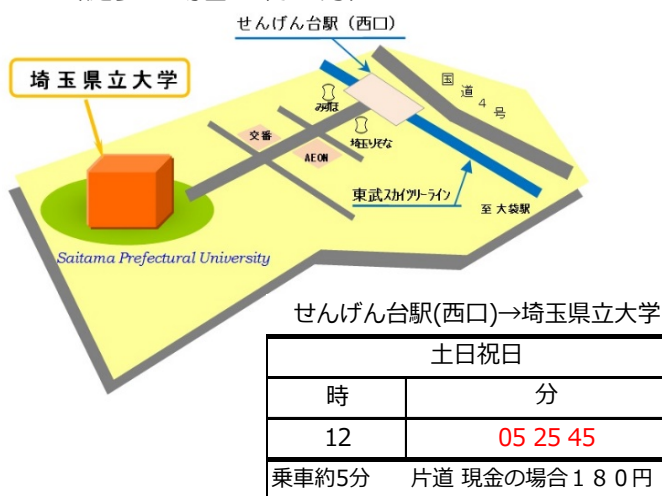 せんげん台駅（西口）
埼玉県立大学
国道4号
みずほ
交番
埼玉りそな
AEON
東武スカイツリーライン
至 大袋駅
Saitama Prefectural University
せんげん台駅(西口)→埼玉県立大学
土日祝日
時 分
12 05 25 45
乗車約5分 片道 現金の場合１８０円